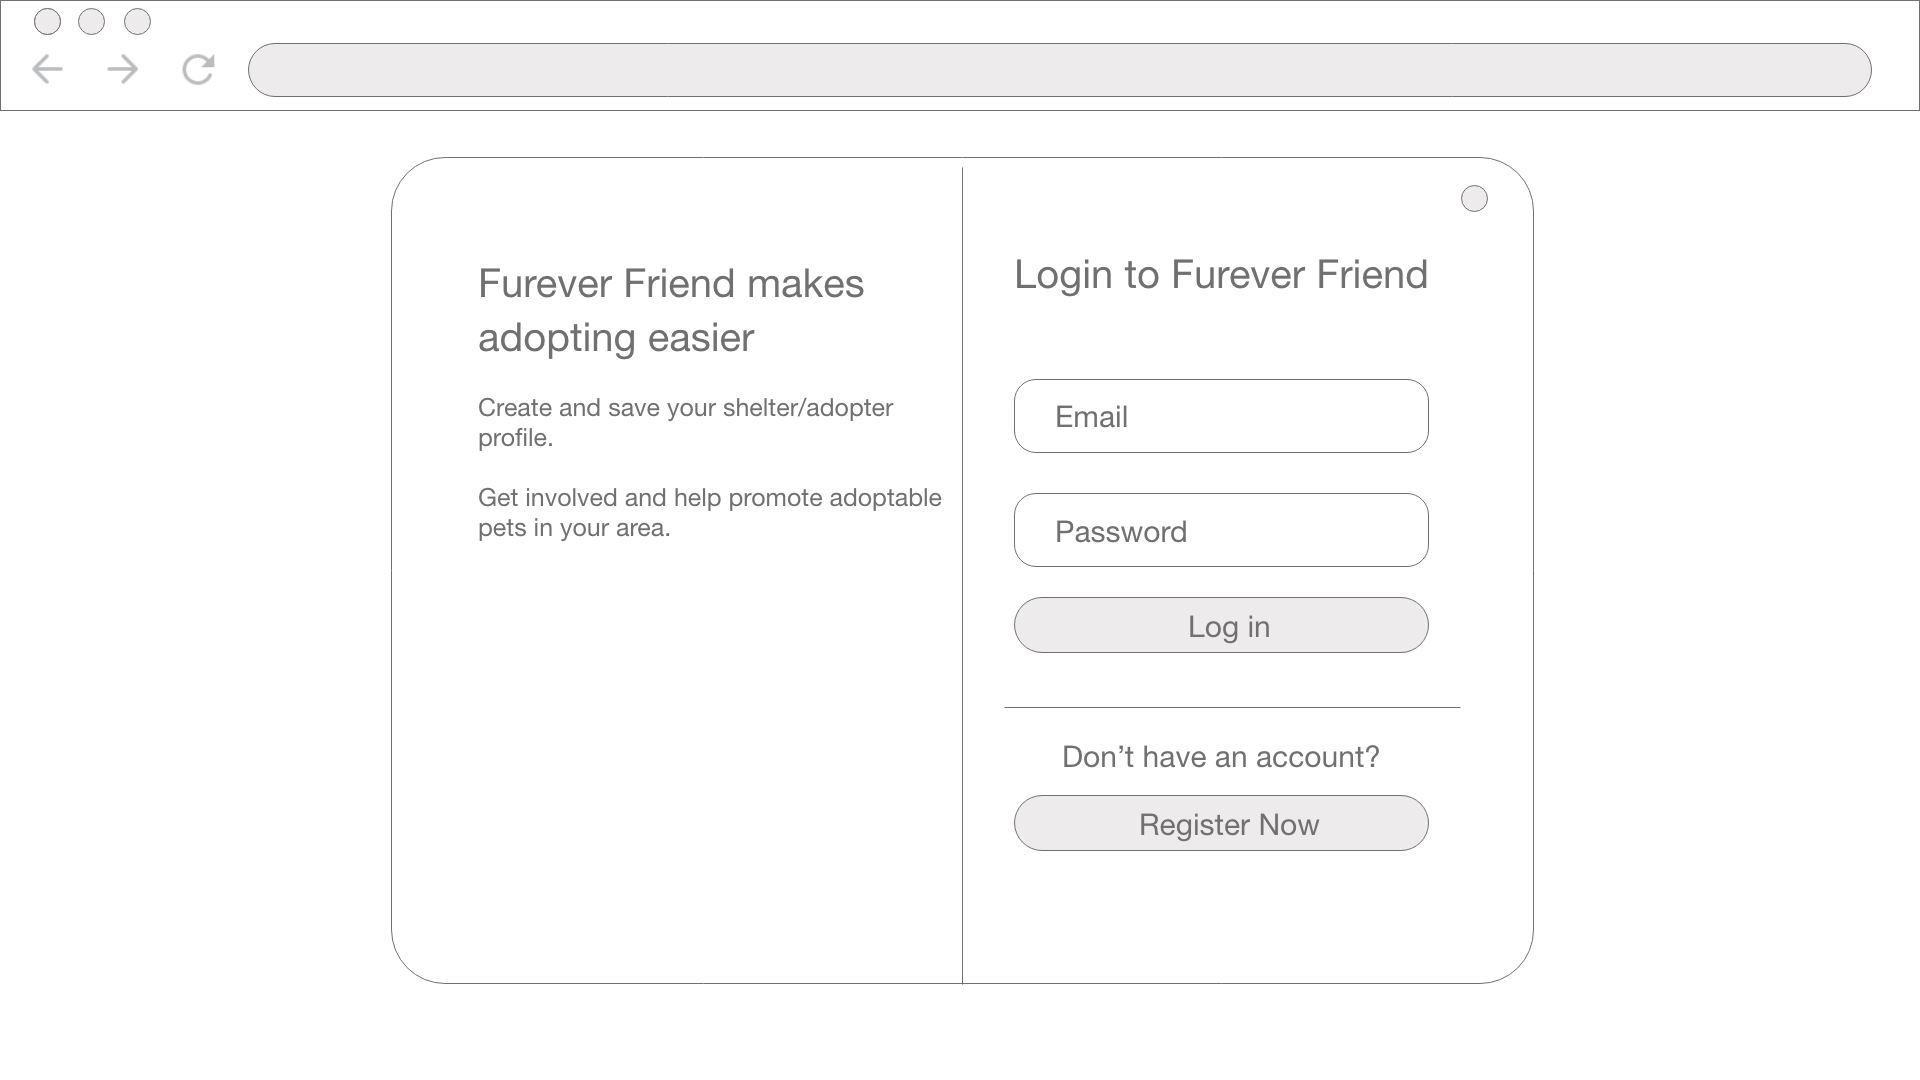 Furever Friend makes
adopting easier
Create and save your shelter/adopter
profile.
Get involved and help promote adoptable
pets in your area.
Login to Furever Friend
Email
Password
Log in
Don’t have an account?
Register Now